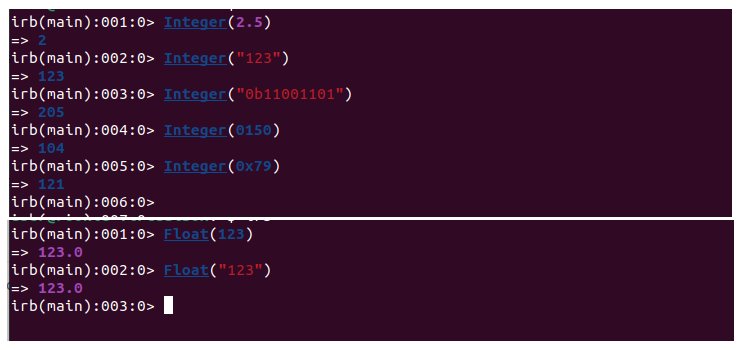 irb(main):001:0> Integer(2.5)
=> 2
irb(main):002:0> Integer("123")
=> 123
irb(main):003:0> Integer("0b11001101")
=> 205
irb(main):004:0> Integer(0150)
=> 104
irb(main):005:0> Integer(0x79)
=> 121
irb(main):006:0>
irb(main):001:0> Float(123)
=> 123.0
irb(main):002:0> Float("123")
=> 123.0
irb(main):003:0>